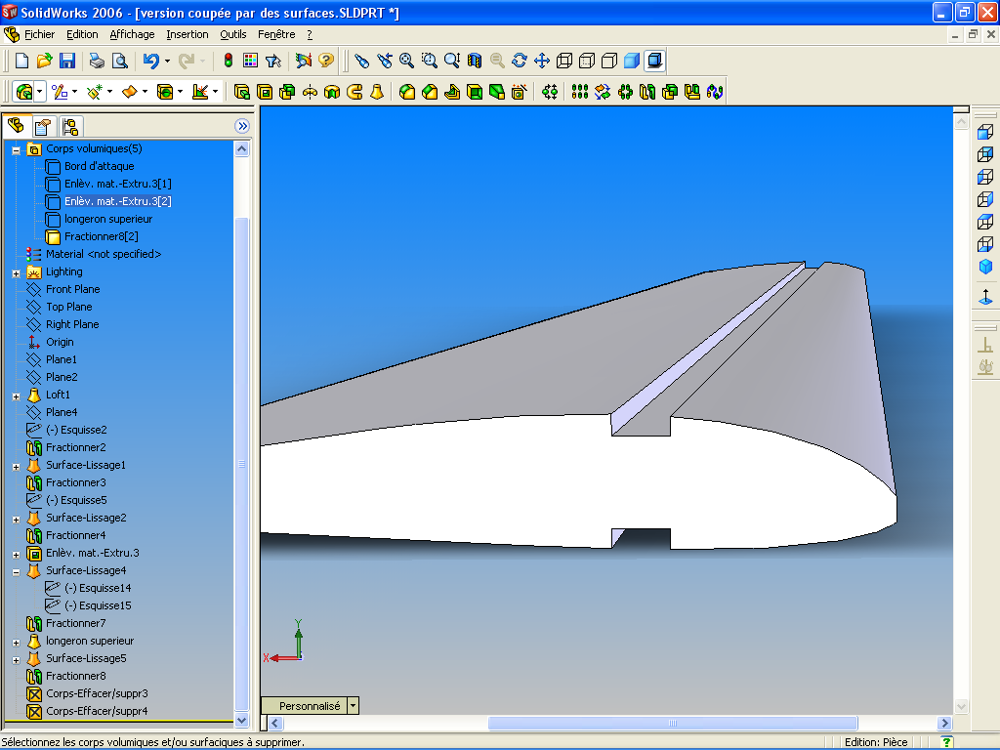 SolidWorks 2006 - [version coupée par des surfaces.SLDPRT *]
Fichier Edition Affichage Insertion Outils Fenêtre ?
Corps volumiques(5)
Bord d'attaque
Enlèv. mat.-Extru.3[1]
Enlèv. mat.-Extru.3[2]
longeron superieur
Fractionner8[2]
Material <not specified>
Lighting
Front Plane
Top Plane
Right Plane
Origin
Plane1
Plane2
Loft1
Plane4
(-) Esquisse2
Fractionner2
Surface-Lissage1
Fractionner3
(-) Esquisse5
Surface-Lissage2
Fractionner4
Enlèv. mat.-Extru.3
Surface-Lissage4
(-) Esquisse14
(-) Esquisse15
Fractionner7
longeron superieur
Surface-Lissage5
Fractionner8
Corps-Effacer/suppr3
Corps-Effacer/suppr4
Y
X
Personnalisé
Sélectionnez les corps volumiques et/ou surfaciques à supprimer.
Edition: Pièce
?